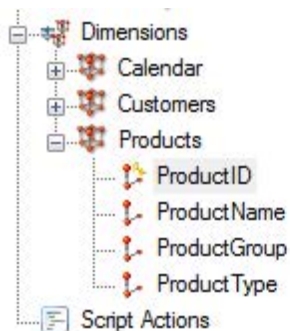 Dimensions
Calendar
Customers
Products
ProductID
ProductName
ProductGroup
ProductType
Script Actions